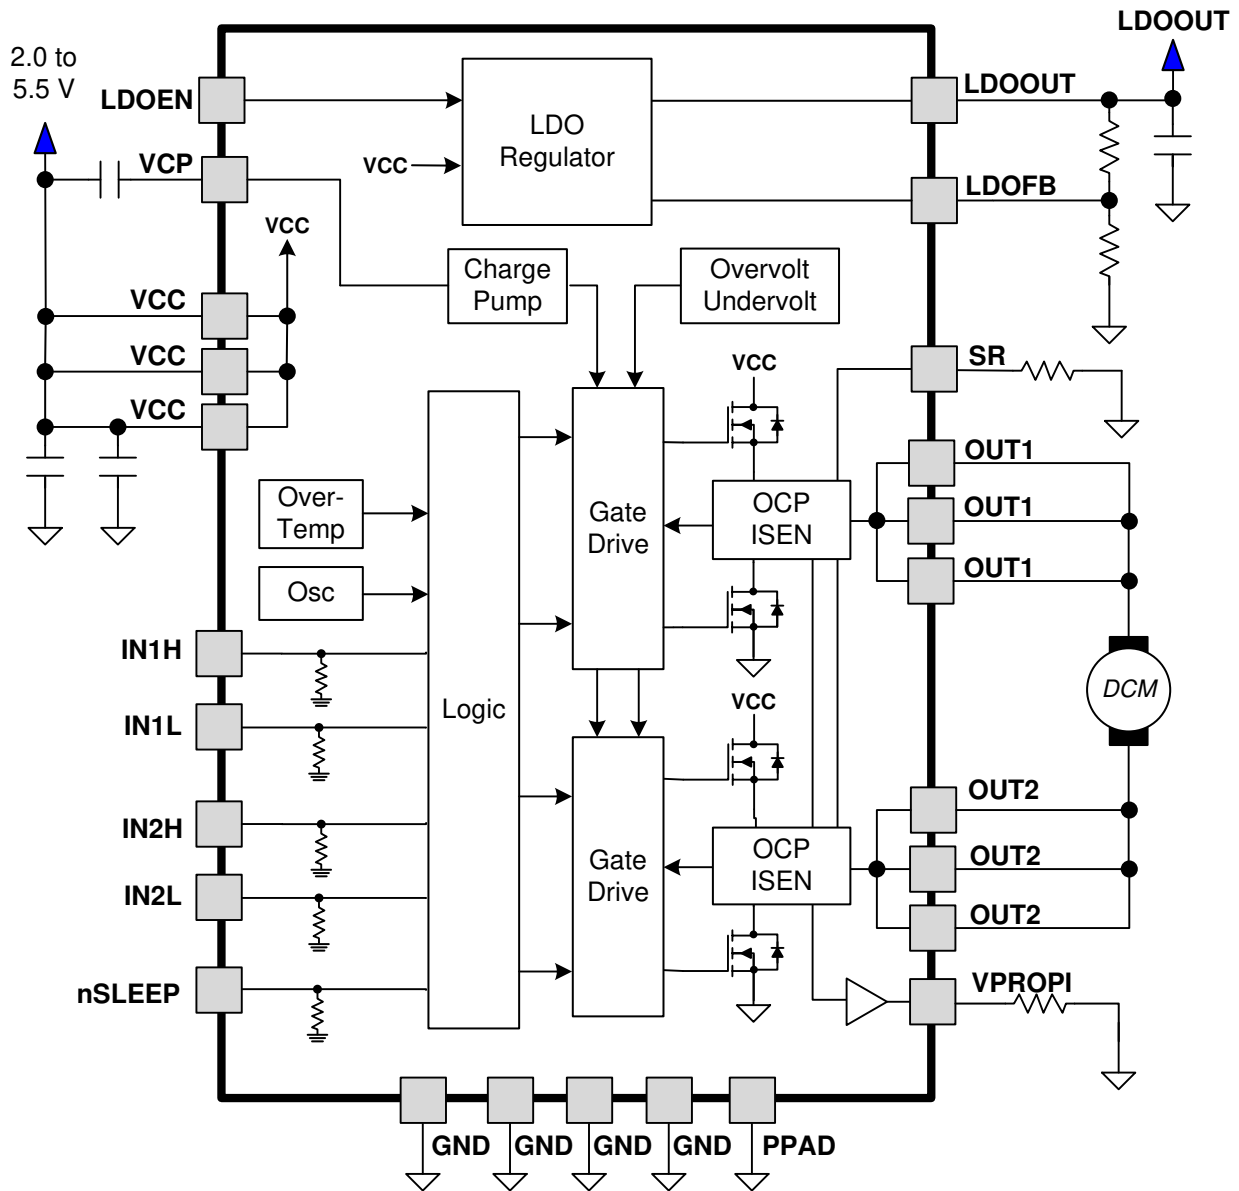 LDOOUT
2.0 to
5.5 V
LDOEN
LDO
Regulator
LDOOUT
VCC
VCP
LDOFB
VCC
Charge
Pump
Overvolt
Undervolt
VCC
VCC
VCC
VCC
SR
OUT1
OUT1
OUT1
Over-
Temp
Osc
Gate
Drive
OCP
ISEN
IN1H
IN1L
IN2H
IN2L
nSLEEP
Logic
VCC
DCM
Gate
Drive
OCP
ISEN
OUT2
OUT2
OUT2
VPROPI
GND
GND
GND
GND
PPAD